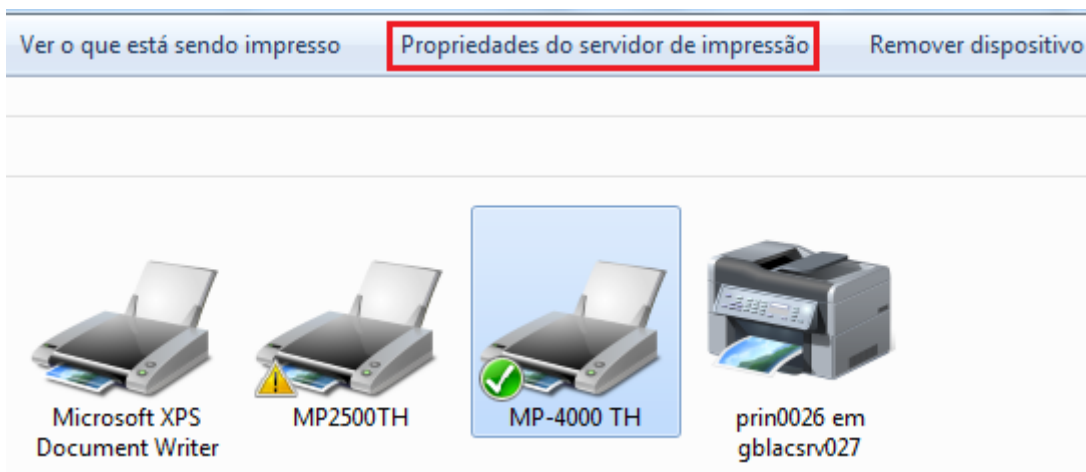 Ver o que está sendo impresso Propriedades do servidor de impressão Remover dispositivo
Microsoft XPS Document Writer
MP2500TH
MP-4000 TH
prin0026 em gblacsrv027